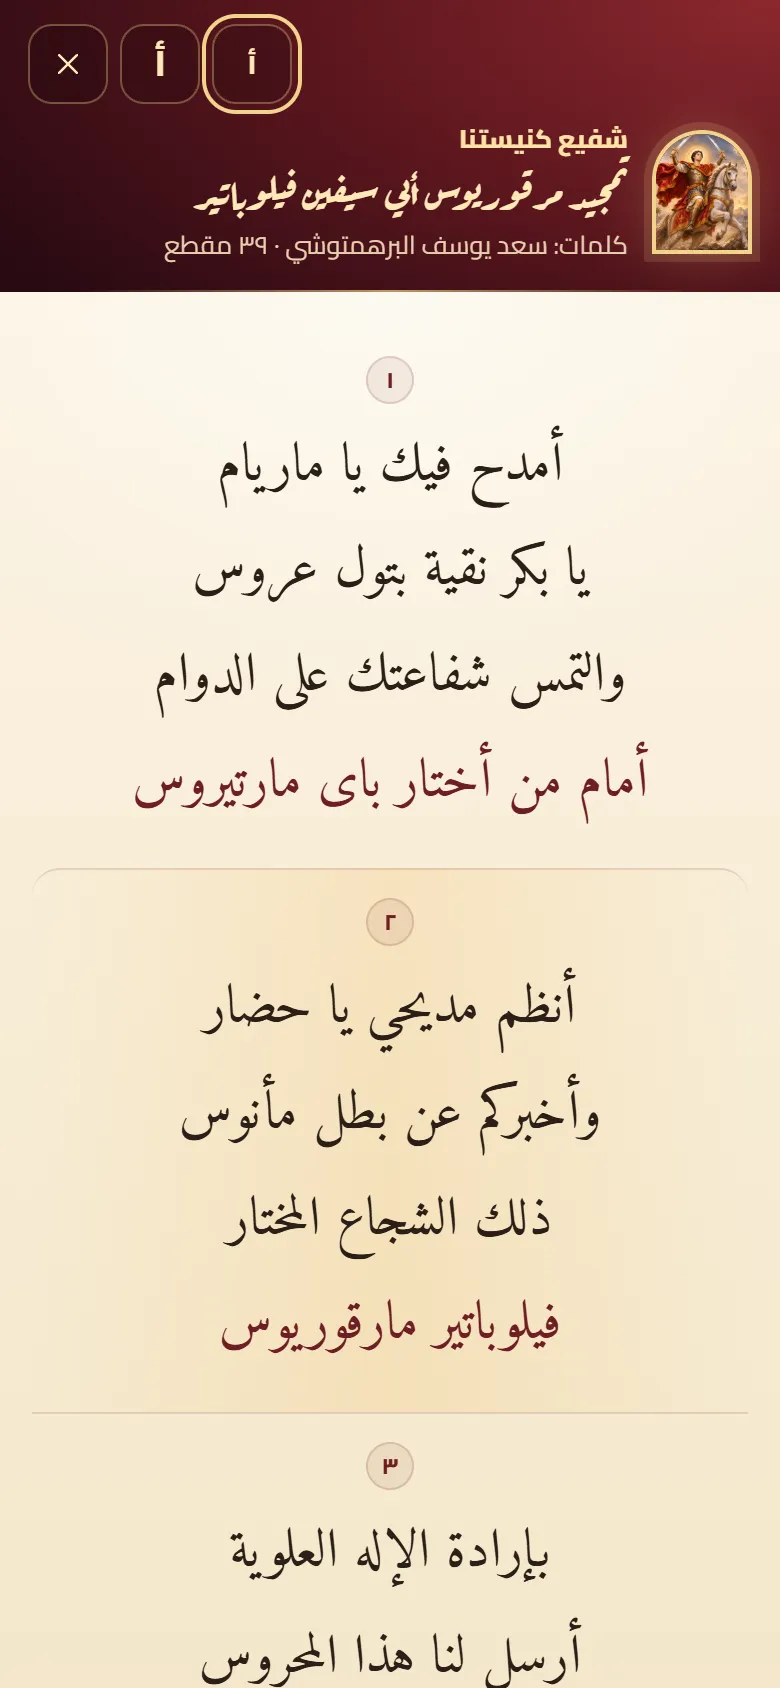 أ
أ
شفيع كنيستنا
تمجيد مرقوريوس أبي سيفين فيلوباتير
كلمات: سعد يوسف البرهمتوشي · ٣٩ مقطع
١
أمدح فيك يا ماريام
يا بكر نقية بتول عروس
والتمس شفاعتك على الدوام
أمام من أختار باى مارتيروس
٢
أنظم مديحي يا حضار
وأخبركم عن بطل مأنوس
ذلك الشجاع المختار
فيلوباتير مارقوريوس
٣
بإرادة الإله العلوية
أرسل لنا هذا المحروس